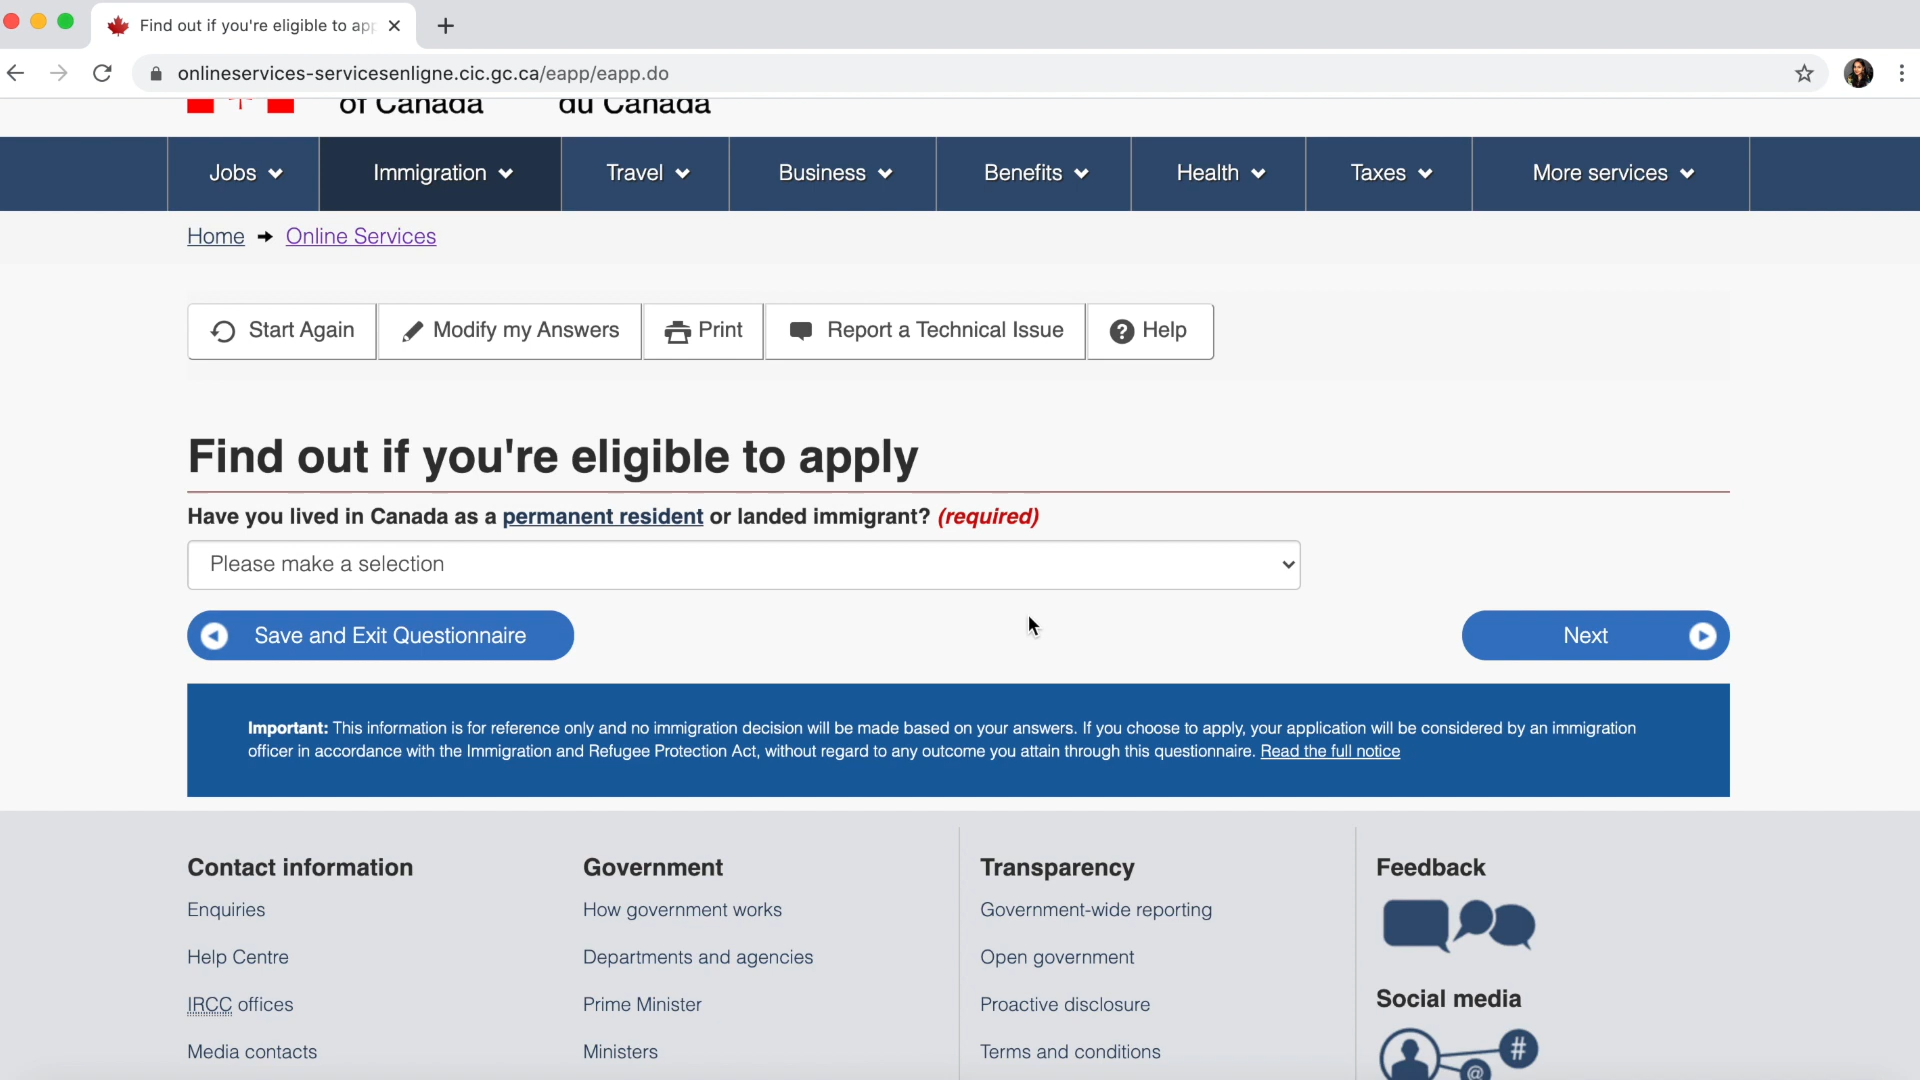 Find out if you're eligible to app
onlineservices-servicesenligne.cic.gc.ca/eapp/eapp.do
of Canada du Canada
Jobs Immigration Travel Business Benefits Health Taxes More services
Home Online Services
Start Again Modify my Answers Print Report a Technical Issue ? Help
Find out if you're eligible to apply
Have you lived in Canada as a permanent resident or landed immigrant? (required)
Please make a selection
Save and Exit Questionnaire Next
Important: This information is for reference only and no immigration decision will be made based on your answers. If you choose to apply, your application will be considered by an immigration
officer in accordance with the Immigration and Refugee Protection Act, without regard to any outcome you attain through this questionnaire. Read the full notice
Contact information
Enquiries
Help Centre
IRCC offices
Media contacts
Government
How government works
Departments and agencies
Prime Minister
Ministers
Transparency
Government-wide reporting
Open government
Proactive disclosure
Terms and conditions
Feedback
Social media
#
@